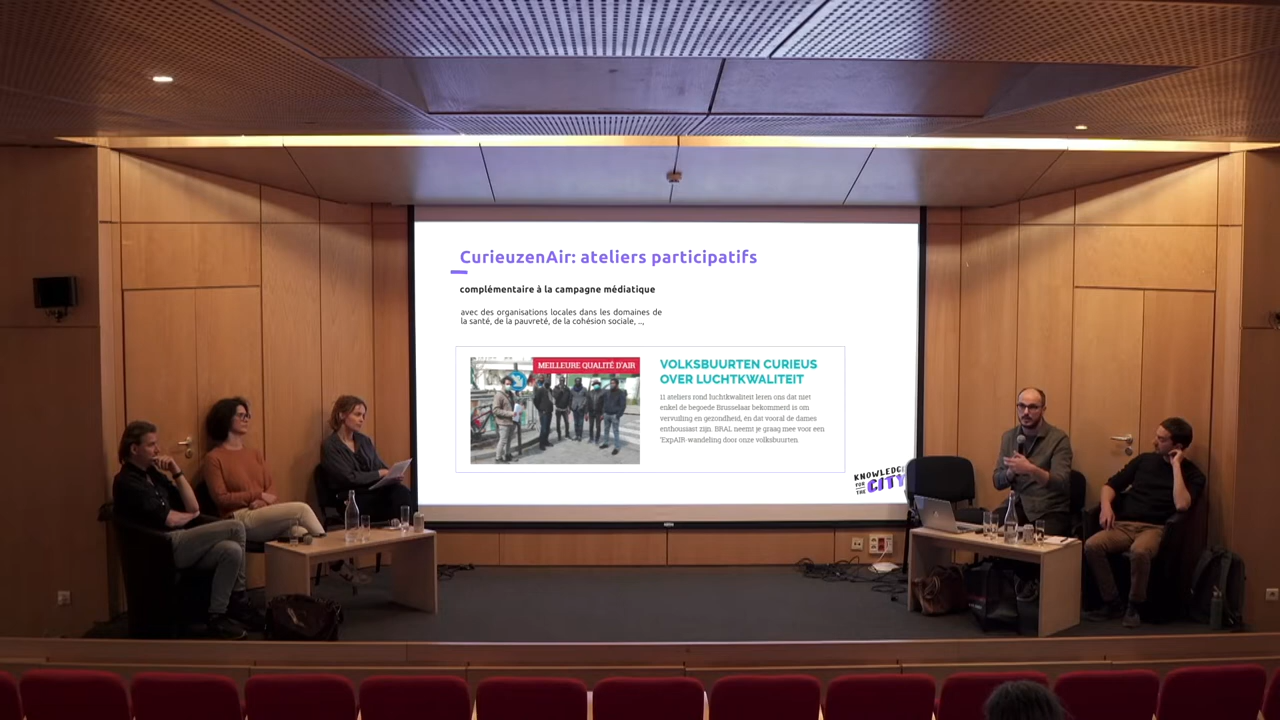 CurieuzenAir: ateliers participatifs
complémentaire à la campagne médiatique
avec des organisations locales dans les domaines de
la santé, de la pauvreté, de la cohésion sociale, ...,
MEILLEURE QUALITÉ D'AIR
VOLKSBUURTEN CURIEUS
OVER LUCHTKWALITEIT
11 ateliers rond luchtkwaliteit leren ons dat niet
enkel de begoede Brusselaar bekommerd is om
vervuiling en gezondheid, én dat vooral de dames
enthousiast zijn. BRAL neemt je graag mee voor een
'ExpAIR-wandeling door onze volksbuurten.
KNOWLEDGE
FOR
THE
CITY